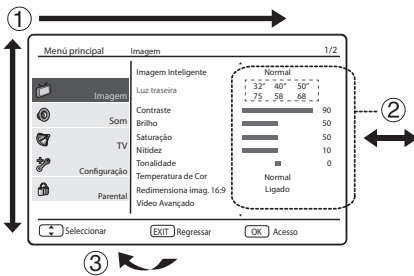 1
Menú principal Imagem 1/2
Imagem Inteligente Normal
Luz traseira 32" 40" 50"
75 58 68
Imagem
Contraste 90
Brilho 50
Som
Saturação 50
Nitidez 10
TV
Tonalidade 0
Temperatura de Cor Normal
Configuração
Redimensiona imag. 16:9 Ligado
Vídeo Avançado
Parental
2
Seleccionar EXIT Regressar OK Acesso
3